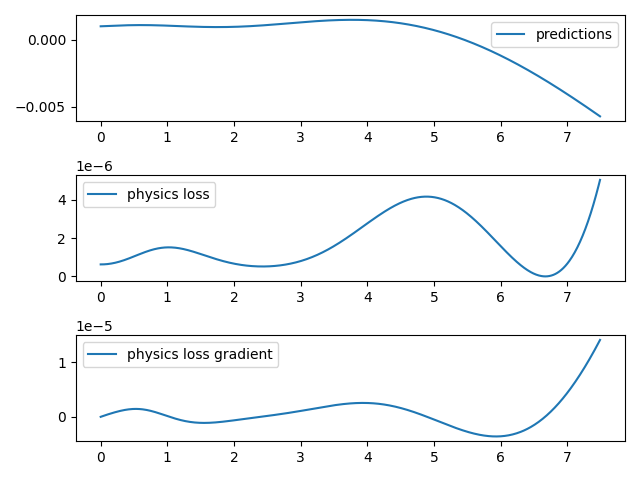 0.000
−0.005
predictions
0 1 2 3 4 5 6 7
1e−6
4
2
0
physics loss
0 1 2 3 4 5 6 7
1e−5
1
0
physics loss gradient
0 1 2 3 4 5 6 7